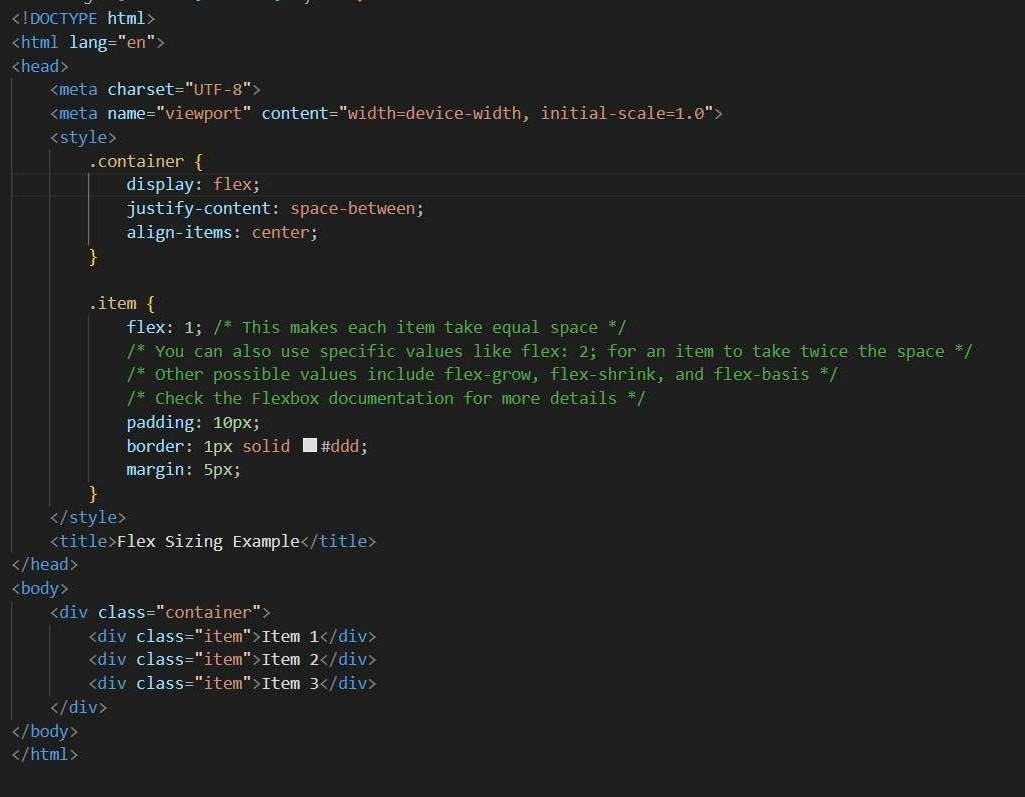 <!DOCTYPE html>
<html lang="en">
<head>
    <meta charset="UTF-8">
    <meta name="viewport" content="width=device-width, initial-scale=1.0">
    <style>
        .container {
            display: flex;
            justify-content: space-between;
            align-items: center;
        }

        .item {
            flex: 1; /* This makes each item take equal space */
            /* You can also use specific values like flex: 2; for an item to take twice the space */
            /* Other possible values include flex-grow, flex-shrink, and flex-basis */
            /* Check the Flexbox documentation for more details */
            padding: 10px;
            border: 1px solid #ddd;
            margin: 5px;
        }
    </style>
    <title>Flex Sizing Example</title>
</head>
<body>
    <div class="container">
        <div class="item">Item 1</div>
        <div class="item">Item 2</div>
        <div class="item">Item 3</div>
    </div>
</body>
</html>